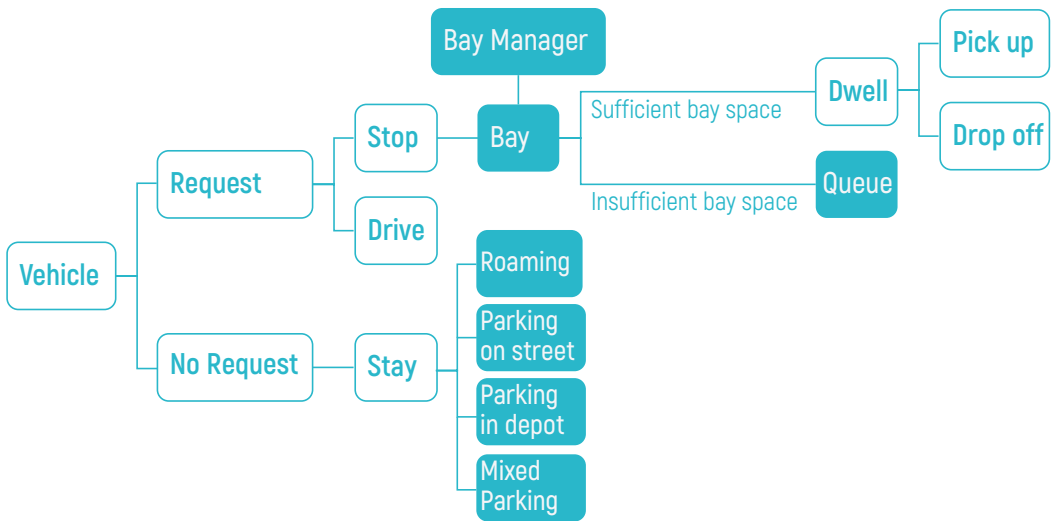 Bay Manager
Pick up
Dwell
Sufficient bay space
Stop
Bay
Drop off
Request
Queue
Insufficient bay space
Drive
Vehicle
Roaming
Parking
on street
No Request
Stay
Parking
in depot
Mixed
Parking